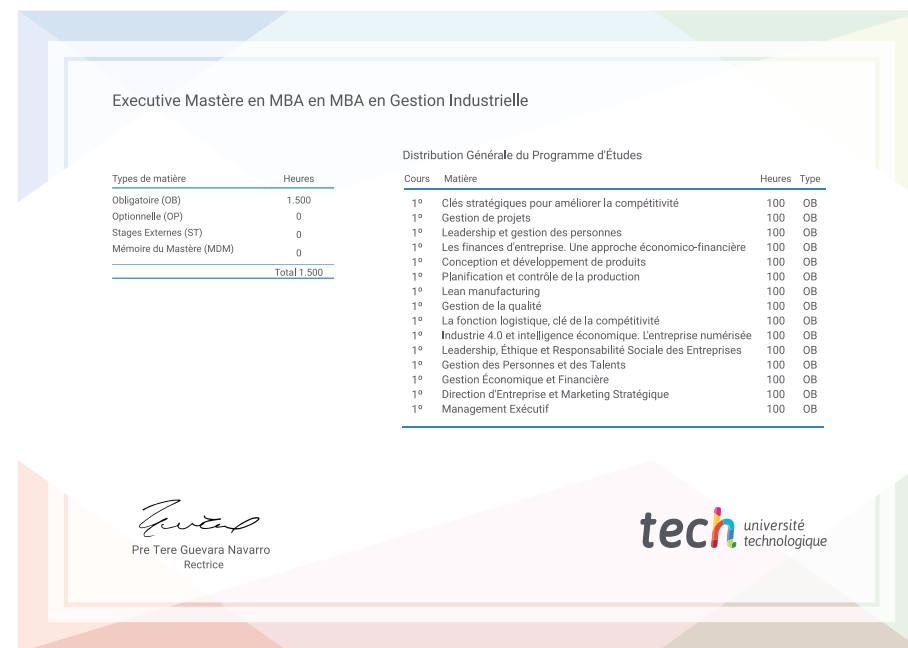 Executive Mastère en MBA en MBA en Gestion Industrielle
Types de matière Heures
Obligatoire (OB) 1.500
Optionnelle (OP) 0
Stages Externes (ST) 0
Mémoire du Mastère (MDM) 0
Total 1.500
Distribution Générale du Programme d'Études
Cours Matière Heures Type
1º Clés stratégiques pour améliorer la compétitivité 100 OB
1º Gestion de projets 100 OB
1º Leadership et gestion des personnes 100 OB
1º Les finances d'entreprise. Une approche économico-financière 100 OB
1º Conception et développement de produits 100 OB
1º Planification et contrôle de la production 100 OB
1º Lean manufacturing 100 OB
1º Gestion de la qualité 100 OB
1º La fonction logistique, clé de la compétitivité 100 OB
1º Industrie 4.0 et intelligence économique. L'entreprise numérisée 100 OB
1º Leadership, Éthique et Responsabilité Sociale des Entreprises 100 OB
1º Gestion des Personnes et des Talents 100 OB
1º Gestion Économique et Financière 100 OB
1º Direction d'Entreprise et Marketing Stratégique 100 OB
1º Management Exécutif 100 OB
Pre Tere Guevara Navarro
Rectrice
tech université
technologique